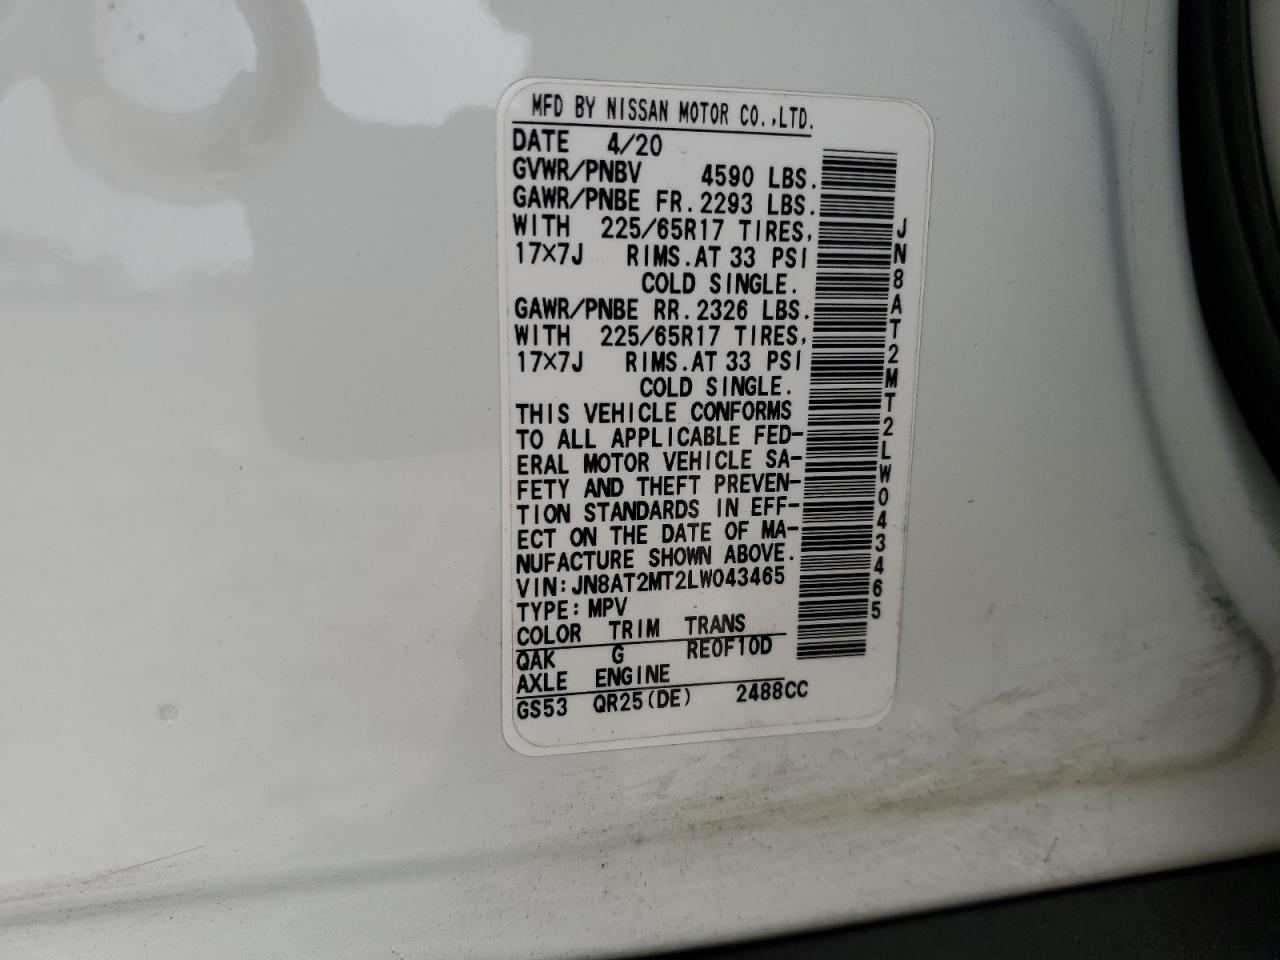 MFD BY NISSAN MOTOR CO.,LTD.
DATE 4/20
GVWR/PNBV 4590 LBS.
GAWR/PNBE FR.2293 LBS.
WITH 225/65R17 TIRES,
17X7J RIMS.AT 33 PSI
COLD SINGLE.
GAWR/PNBE RR.2326 LBS.
WITH 225/65R17 TIRES,
17X7J RIMS.AT 33 PSI
COLD SINGLE.
THIS VEHICLE CONFORMS
TO ALL APPLICABLE FED-
ERAL MOTOR VEHICLE SA-
FETY AND THEFT PREVEN-
TION STANDARDS IN EFF-
ECT ON THE DATE OF MA-
NUFACTURE SHOWN ABOVE.
VIN:JN8AT2MT2LW043465
TYPE:MPV
COLOR TRIM TRANS
QAK G RE0F10D
AXLE ENGINE
GS53 QR25(DE) 2488CC
JN8AT2MT2LW043465